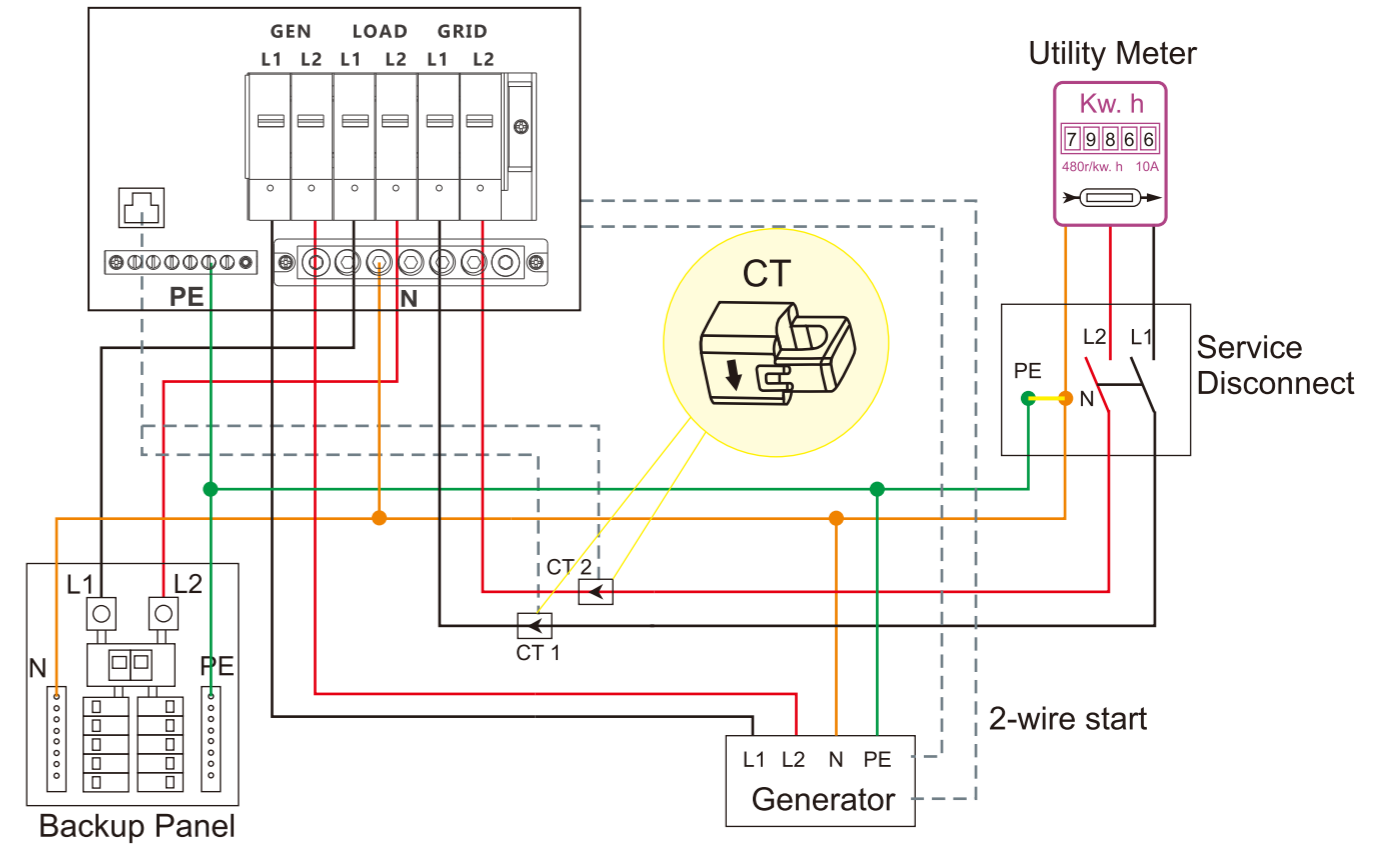 GEN LOAD GRID
L1 L2 L1 L2 L1 L2
PE
N
Utility Meter
Kw. h
7 9 8 6 6
480r/kw. h 10A
CT
L2 L1
PE
N
Service
Disconnect
CT 2
CT 1
L1 L2
N PE
Backup Panel
2-wire start
L1 L2 N PE
Generator